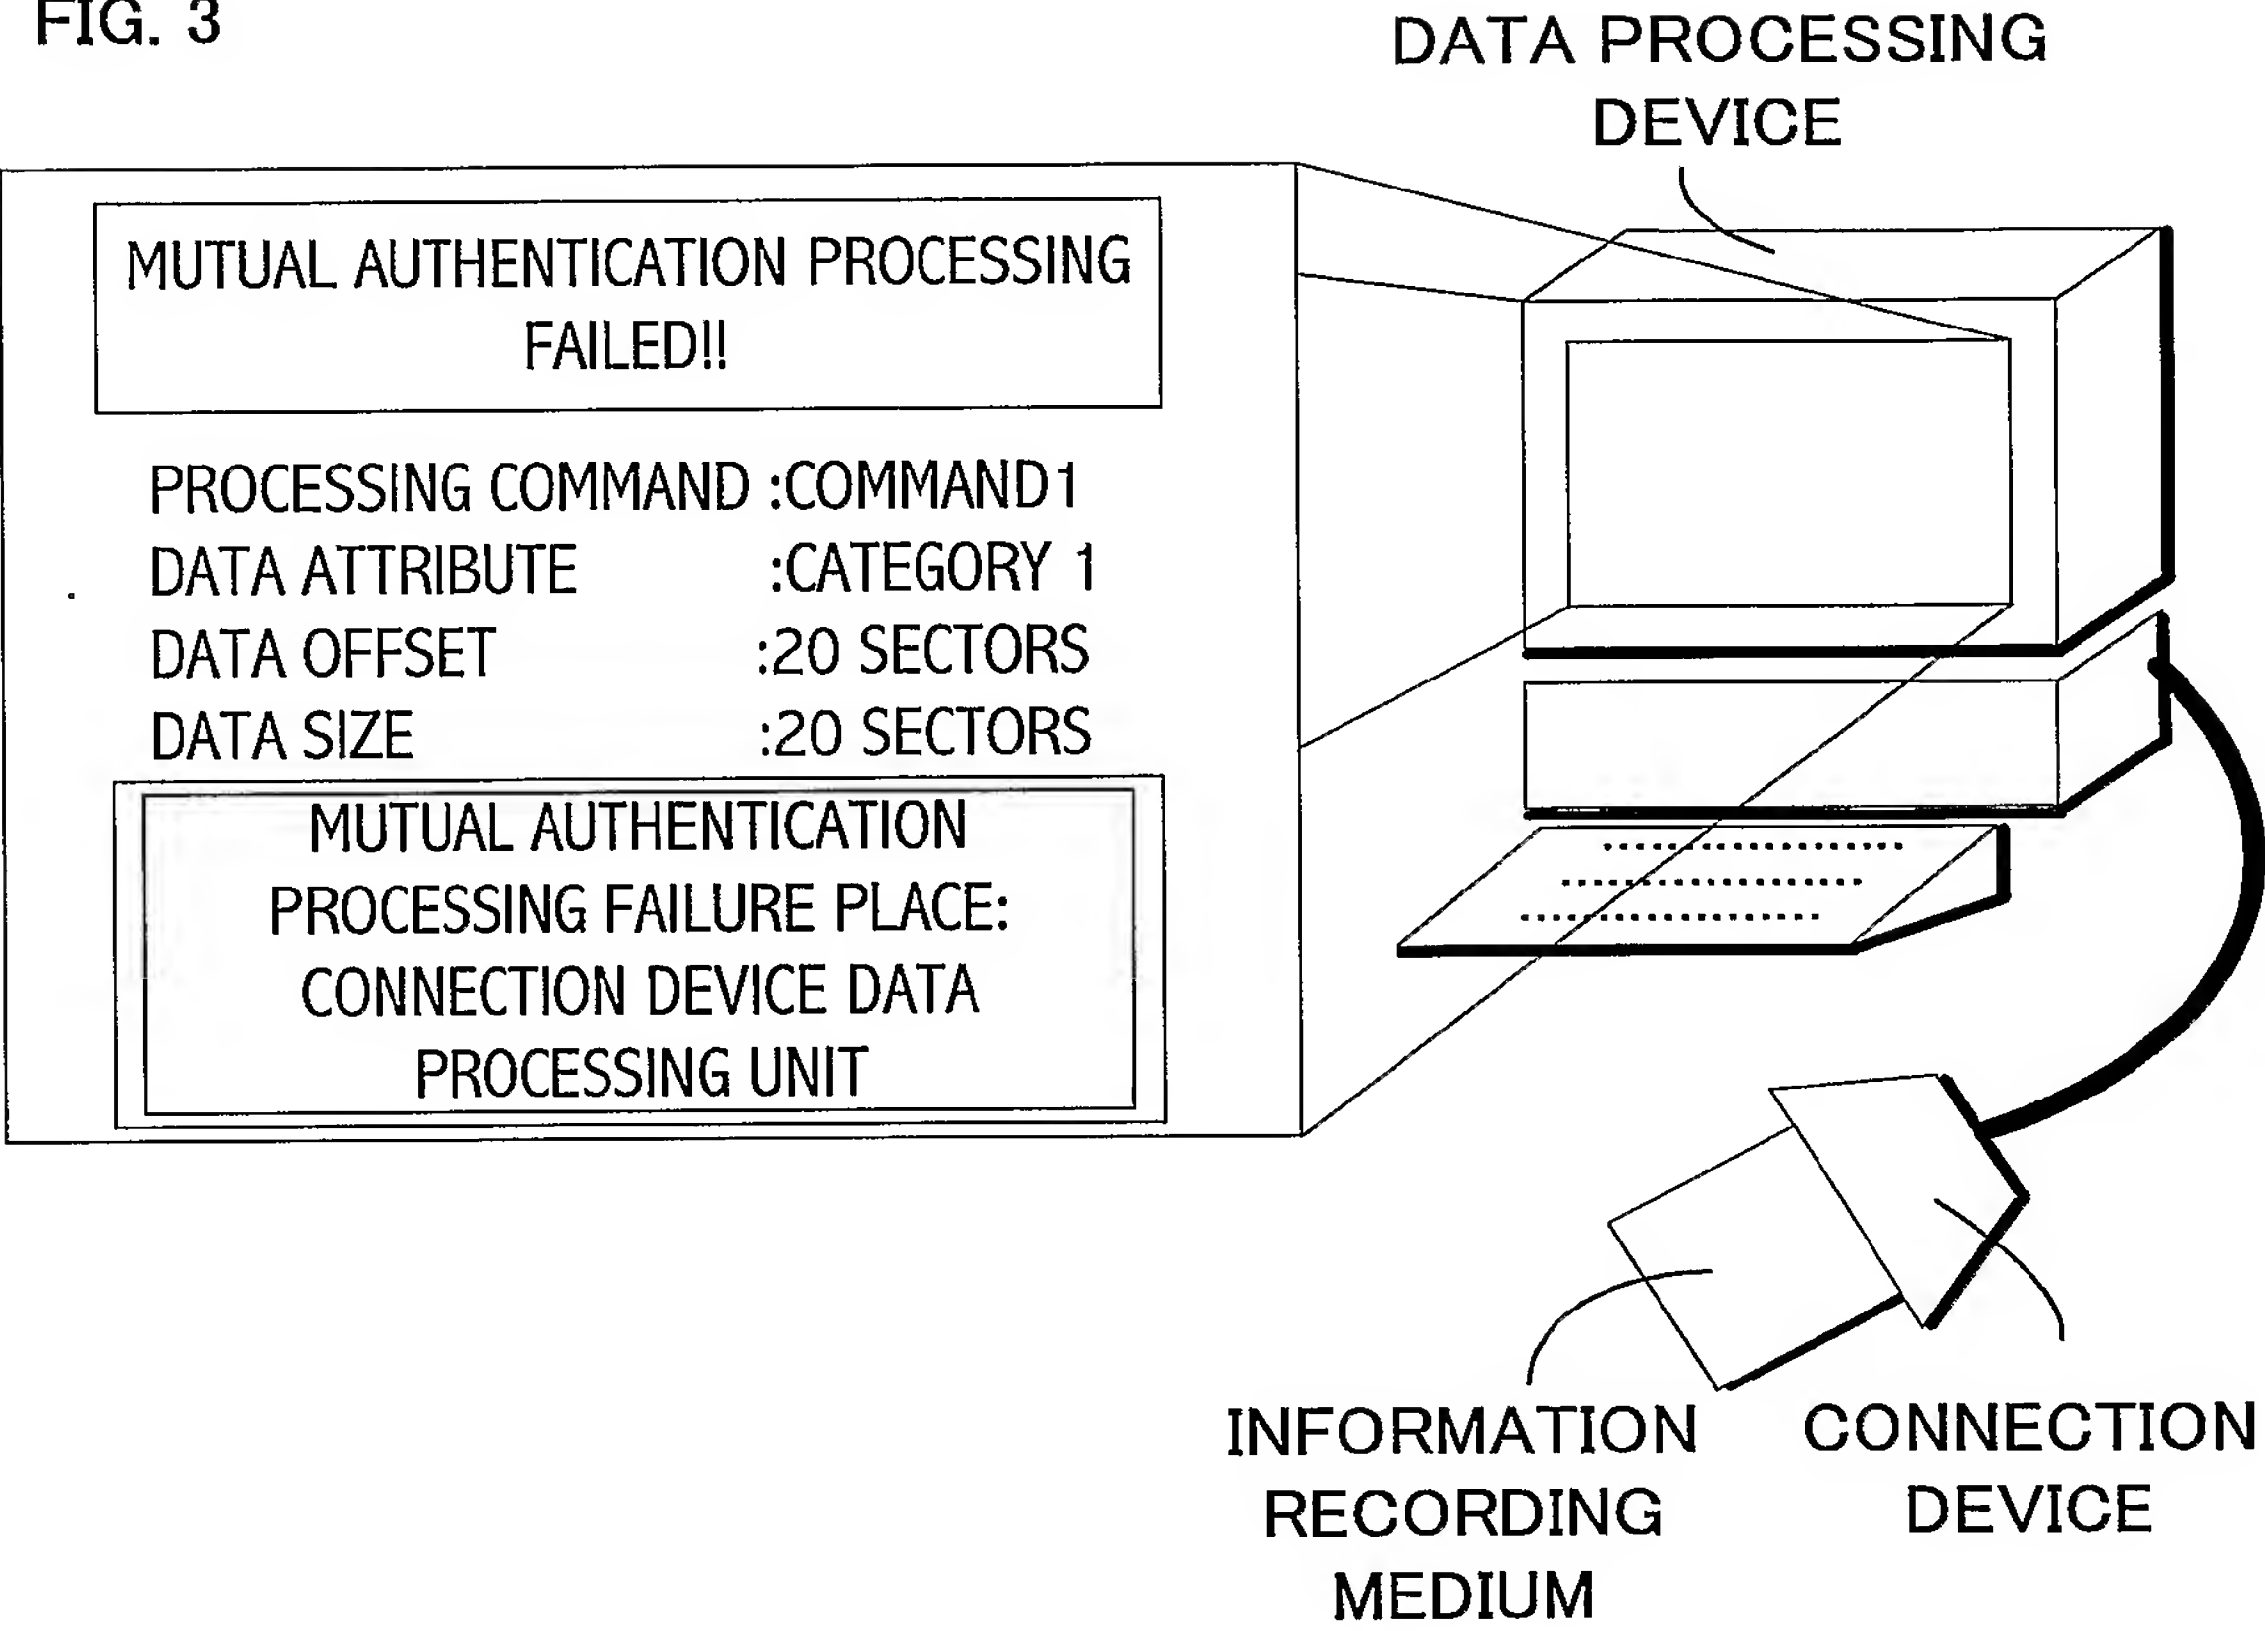 FIG. 3
DATA PROCESSING
DEVICE
MUTUAL AUTHENTICATION PROCESSING
FAILED!!
PROCESSING COMMAND :COMMAND1
DATA ATTRIBUTE :CATEGORY 1
DATA OFFSET :20 SECTORS
DATA SIZE :20 SECTORS
MUTUAL AUTHENTICATION
PROCESSING FAILURE PLACE:
CONNECTION DEVICE DATA
PROCESSING UNIT
INFORMATION
RECORDING
MEDIUM
CONNECTION
DEVICE